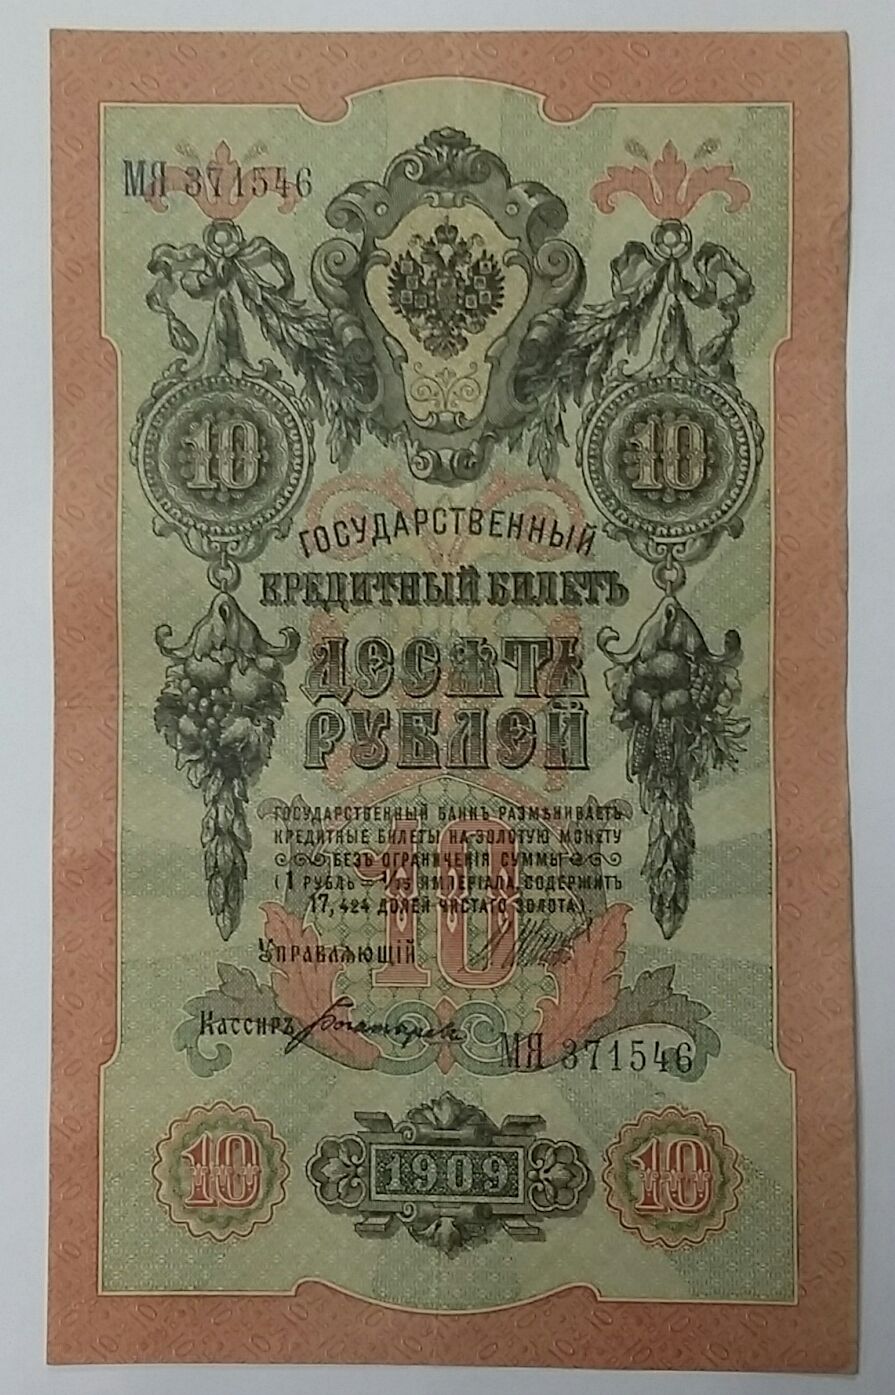 МЯ 371546
10 10
ГОСУДАРСТВЕННЫЙ
КРЕДИТНЫЙ БИЛЕТЪ
ДЕСЯТЬ
РУБЛЕЙ
ГОСУДАРСТВЕННЫЙ БАНКЪ РАЗМѢНИВАЕТЪ
КРЕДИТНЫЕ БИЛЕТЫ НА ЗОЛОТУЮ МОНЕТУ
БЕЗЪ ОГРАНИЧЕНІЯ СУММЫ
(1 РУБЛЬ = 1/15 ИМПЕРІАЛА, СОДЕРЖИТЪ
17,424 ДОЛЕЙ ЧИСТАГО ЗОЛОТА).
10
УПРАВЛЯЮЩІЙ
КАССИРЪ
МЯ 371546
10 1909 10